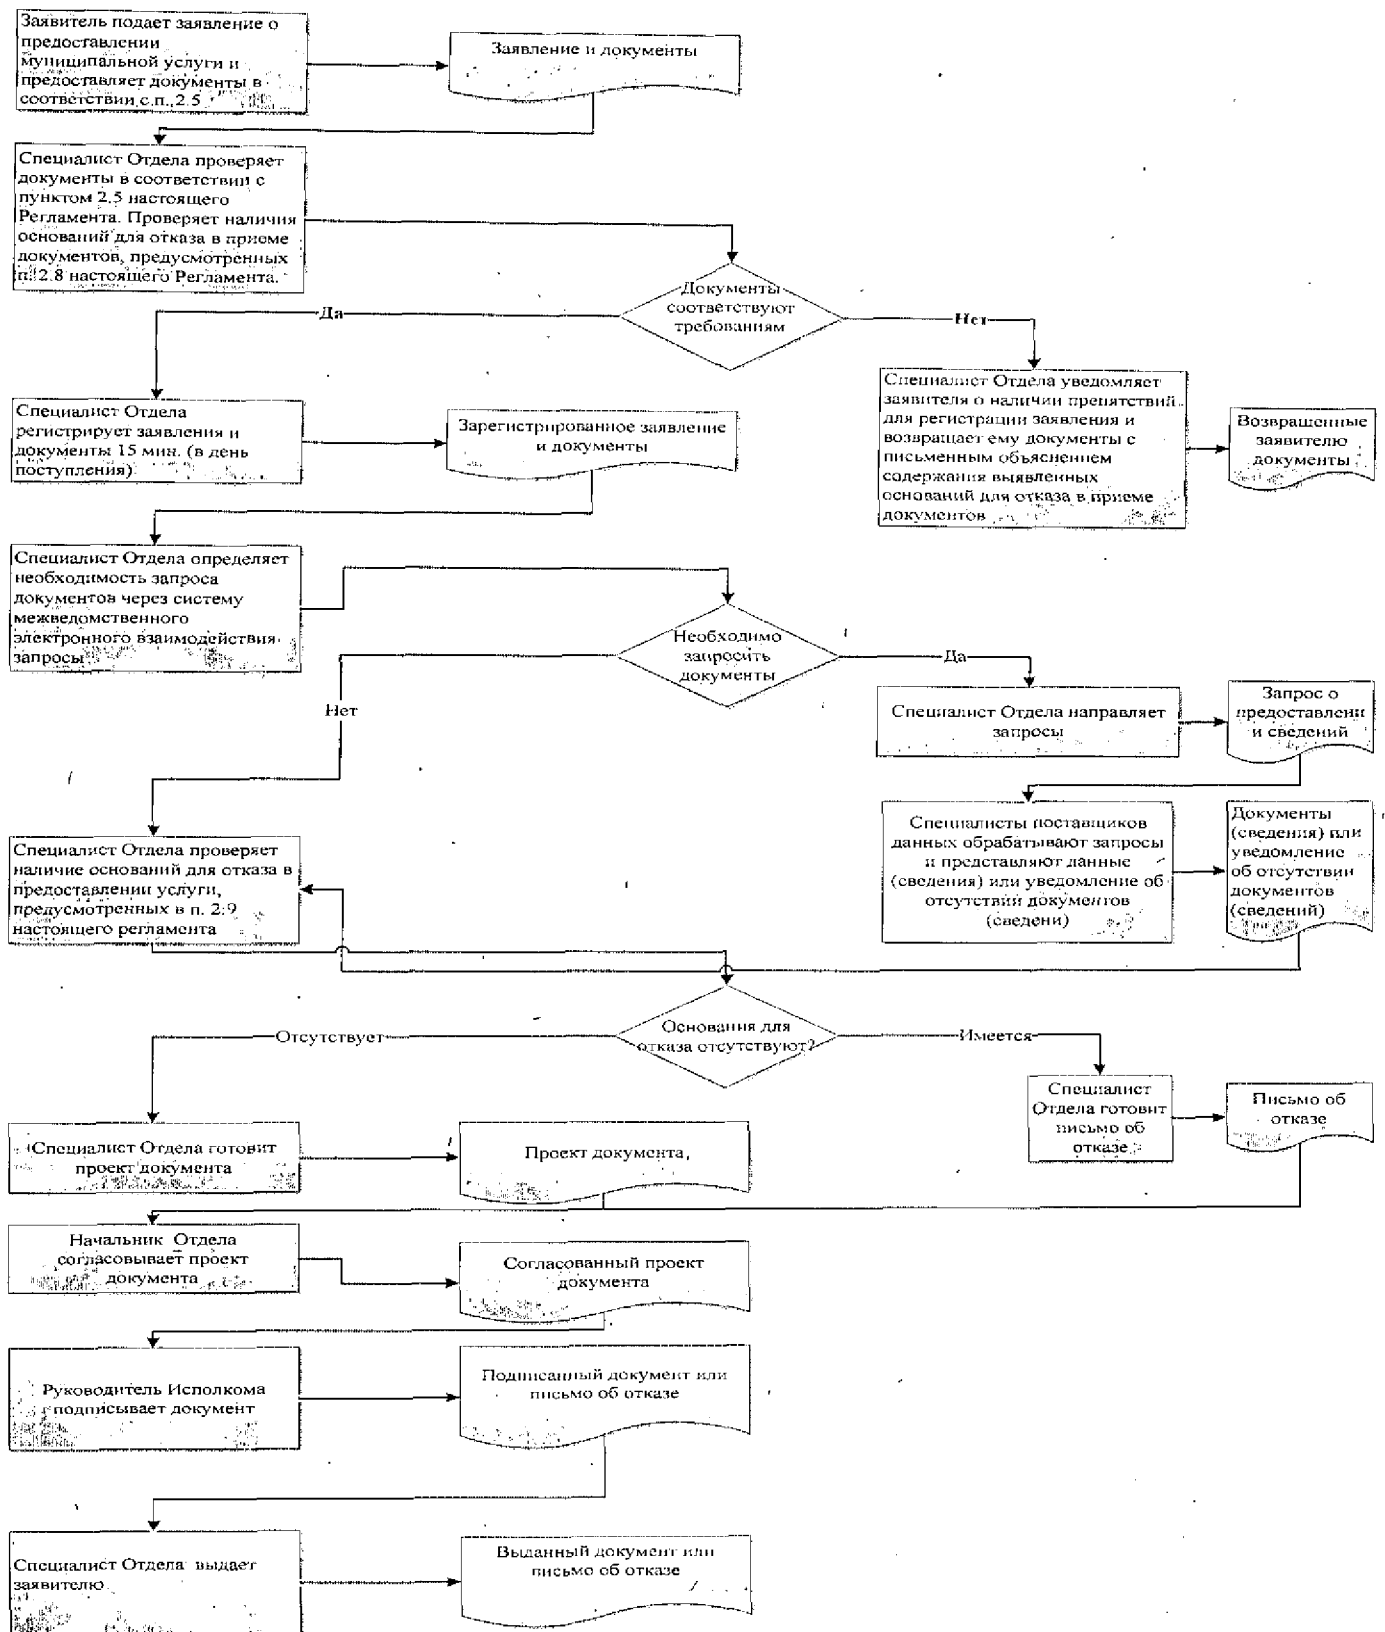 Заявитель подает заявление о
предоставлении
муниципальной услуги и
предоставляет документы в
соответствии с п. 2.5
Заявление и документы
Специалист Отдела проверяет
документы в соответствии с
пунктом 2.5 настоящего
Регламента. Проверяет наличия
оснований для отказа в приеме
документов, предусмотренных
п. 2.8 настоящего Регламента.
Документы
соответствуют
требованиям
Да
Нет
Специалист Отдела
регистрирует заявления и
документы 15 мин. (в день
поступления)
Зарегистрированное заявление
и документы
Специалист Отдела уведомляет
заявителя о наличии препятствий
для регистрации заявления и
возвращает ему документы с
письменным объяснением
содержания выявленных
оснований для отказа в приеме
документов
Возвращенные
заявителю
документы
Специалист Отдела определяет
необходимость запроса
документов через систему
межведомственного
электронного взаимодействия
запросы
Необходимо
запросить
документы
Да
Нет
Специалист Отдела направляет
запросы
Запрос о
предоставлени
и сведений
Специалисты поставщиков
данных обрабатывают запросы
и представляют данные
(сведения) или уведомление об
отсутствии документов
(сведени)
Документы
(сведения) или
уведомление
об отсутствии
документов
(сведений)
Специалист Отдела проверяет
наличие оснований для отказа в
предоставлении услуги,
предусмотренных в п. 2.9
настоящего регламента
Основания для
отказа отсутствуют?
Отсутствует
Имеется
Специалист
Отдела готовит
письмо об
отказе
Письмо об
отказе
Специалист Отдела готовит
проект документа
Проект документа,
Начальник Отдела
согласовывает проект
документа
Согласованный проект
документа
Руководитель Исполкома
подписывает документ
Подписанный документ или
письмо об отказе
Специалист Отдела выдает
заявителю
Выданный документ или
письмо об отказе